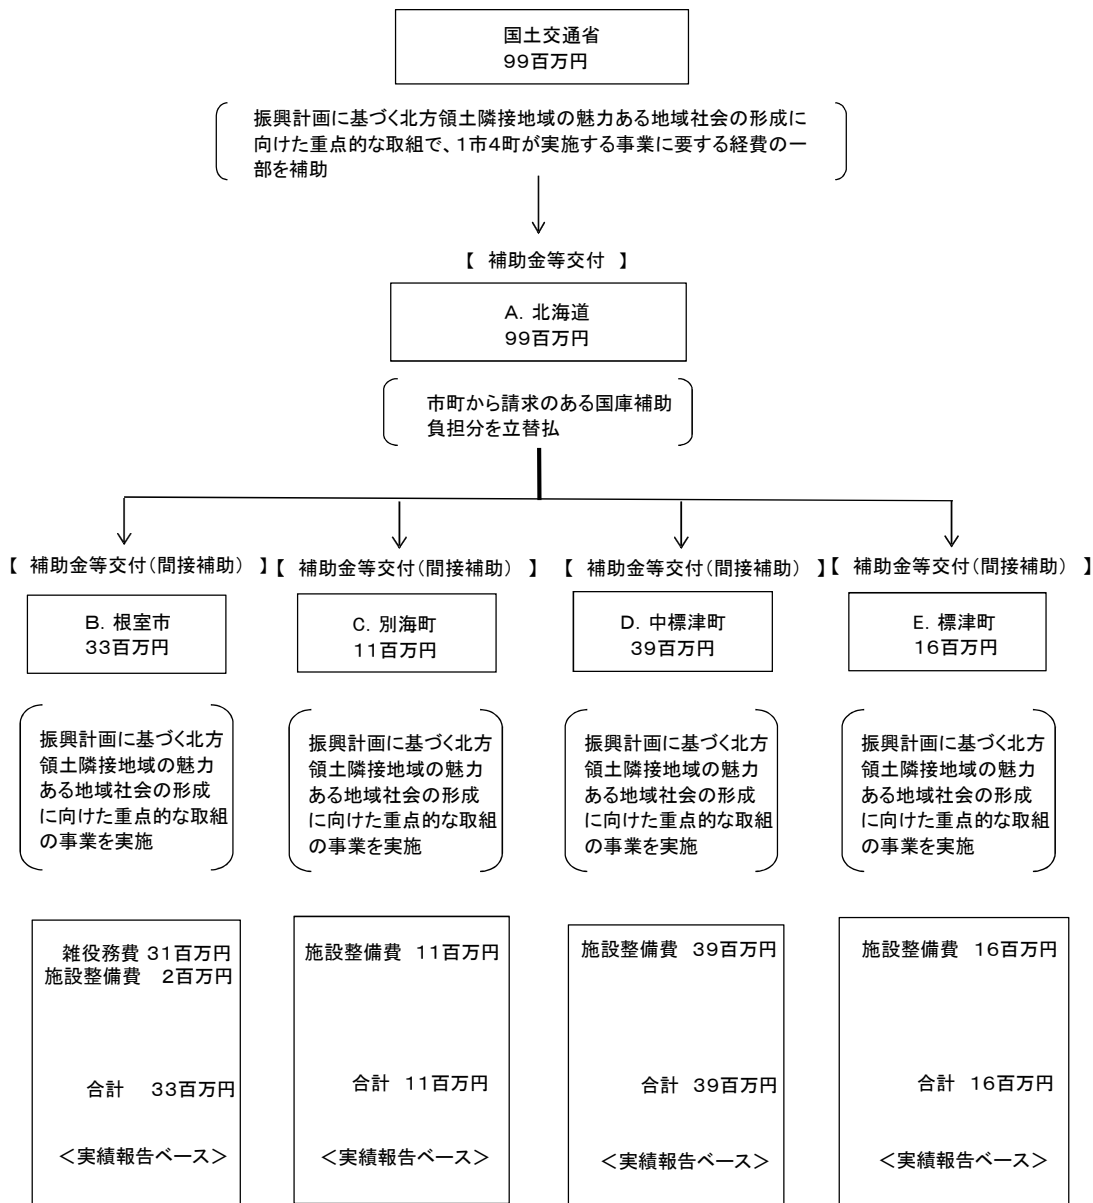 国土交通省
99百万円
振興計画に基づく北方領土隣接地域の魅力ある地域社会の形成に
向けた重点的な取組で、1市4町が実施する事業に要する経費の一
部を補助
【 補助金等交付 】
A. 北海道
99百万円
市町から請求のある国庫補助
負担分を立替払
【 補助金等交付(間接補助) 】
B. 根室市
33百万円
振興計画に基づく北方
領土隣接地域の魅力
ある地域社会の形成
に向けた重点的な取組
の事業を実施
雑役務費 31百万円
施設整備費 2百万円
合計 33百万円
<実績報告ベース>
【 補助金等交付(間接補助) 】
C. 別海町
11百万円
振興計画に基づく北方
領土隣接地域の魅力
ある地域社会の形成
に向けた重点的な取組
の事業を実施
施設整備費 11百万円
合計 11百万円
<実績報告ベース>
【 補助金等交付(間接補助) 】
D. 中標津町
39百万円
振興計画に基づく北方
領土隣接地域の魅力
ある地域社会の形成
に向けた重点的な取組
の事業を実施
施設整備費 39百万円
合計 39百万円
<実績報告ベース>
【 補助金等交付(間接補助) 】
E. 標津町
16百万円
振興計画に基づく北方
領土隣接地域の魅力
ある地域社会の形成
に向けた重点的な取組
の事業を実施
施設整備費 16百万円
合計 16百万円
<実績報告ベース>